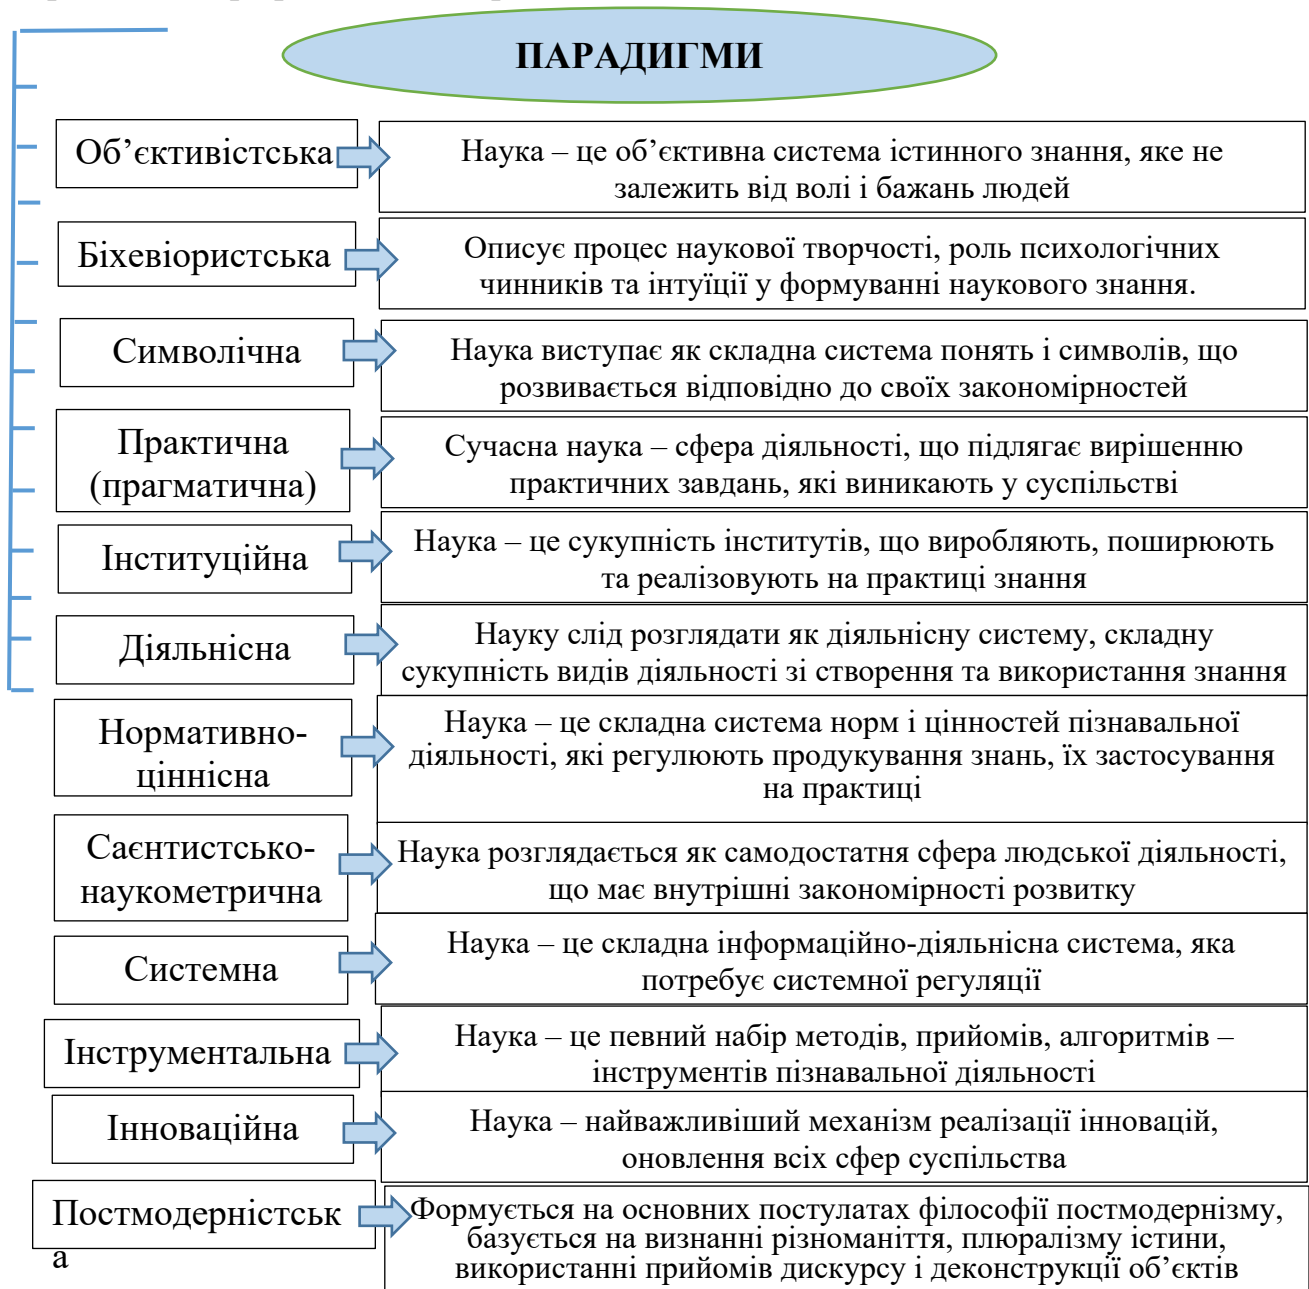 ПАРАДИГМИ
Об’єктивістська
Наука – це об’єктивна система істинного знання, яке не
залежить від волі і бажань людей
Біхевіористська
Описує процес наукової творчості, роль психологічних
чинників та інтуїції у формуванні наукового знання.
Символічна
Наука виступає як складна система понять і символів, що
розвивається відповідно до своїх закономірностей
Практична
(прагматична)
Сучасна наука – сфера діяльності, що підлягає вирішенню
практичних завдань, які виникають у суспільстві
Інституційна
Наука – це сукупність інститутів, що виробляють, поширюють
та реалізовують на практиці знання
Діяльнісна
Науку слід розглядати як діяльнісну систему, складну
сукупність видів діяльності зі створення та використання знання
Нормативно-
ціннісна
Наука – це складна система норм і цінностей пізнавальної
діяльності, які регулюють продукування знань, їх застосування
на практиці
Саєнтистсько-
наукометрична
Наука розглядається як самодостатня сфера людської діяльності,
що має внутрішні закономірності розвитку
Системна
Наука – це складна інформаційно-діяльнісна система, яка
потребує системної регуляції
Інструментальна
Наука – це певний набір методів, прийомів, алгоритмів –
інструментів пізнавальної діяльності
Інноваційна
Наука – найважливіший механізм реалізації інновацій,
оновлення всіх сфер суспільства
Постмодерністськ
а
Формується на основних постулатах філософії постмодернізму,
базується на визнанні різноманіття, плюралізму істини,
використанні прийомів дискурсу і деконструкції об’єктів